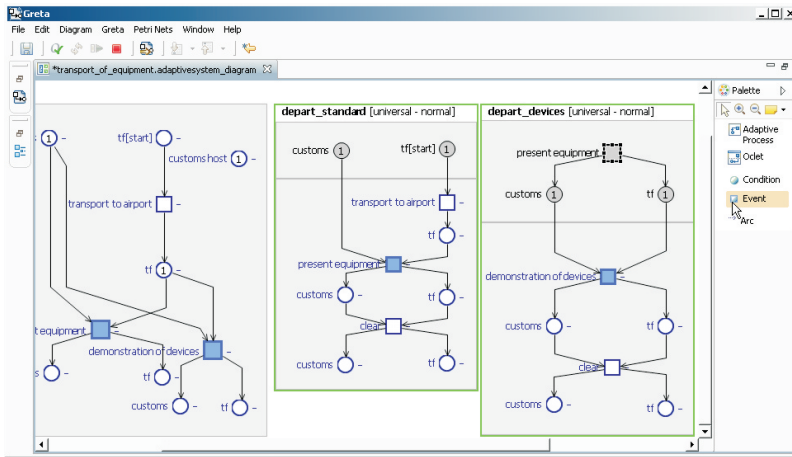 Greta
File Edit Diagram Greta Petri Nets Window Help
*transport_of_equipment.adaptivesystem_diagram
Palette
Adaptive
Process
Oclet
Condition
Event
Arc
1
tf[start]
customs host 1
transport to airport
tf 1
t equipment
demonstration of devices
s
tf
customs
tf
depart_standard [universal - normal]
customs 1
tf[start] 1
transport to airport
tf
present equipment
customs
tf
clear
customs
tf
depart_devices [universal - normal]
present equipment
customs 1
tf 1
demonstration of devices
customs
tf
clear
customs
tf